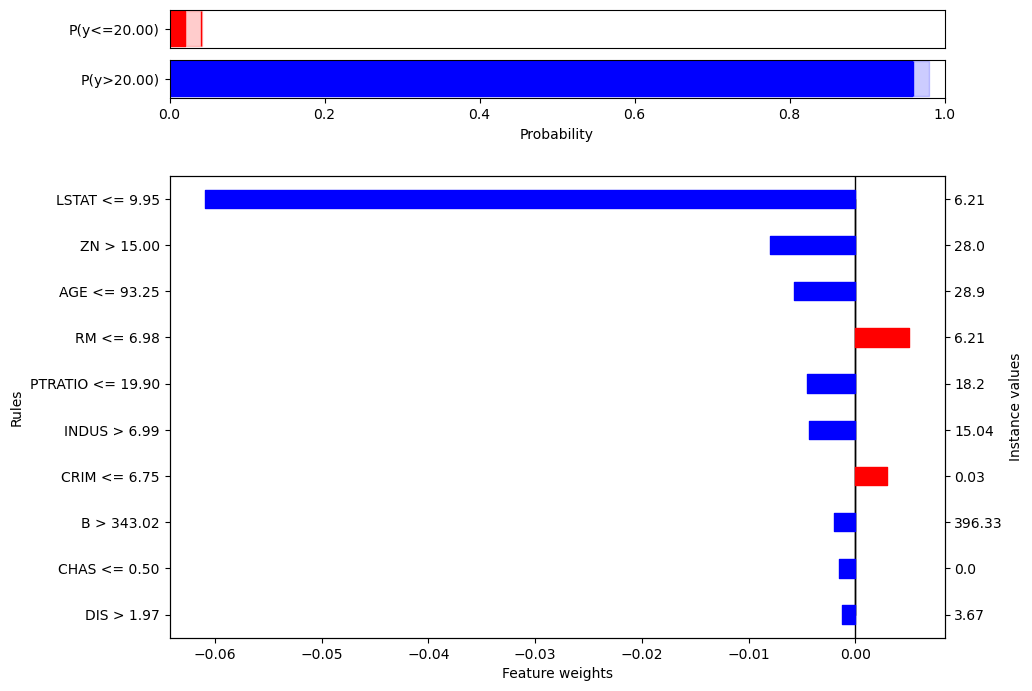 P(y<=20.00)
P(y>20.00)
0.0 0.2 0.4 0.6 0.8 1.0
Probability
LSTAT <= 9.95 6.21
ZN > 15.00 28.0
AGE <= 93.25 28.9
RM <= 6.98 6.21
PTRATIO <= 19.90 18.2
INDUS > 6.99 15.04
CRIM <= 6.75 0.03
B > 343.02 396.33
CHAS <= 0.50 0.0
DIS > 1.97 3.67
Rules
Instance values
−0.06 −0.05 −0.04 −0.03 −0.02 −0.01 0.00
Feature weights